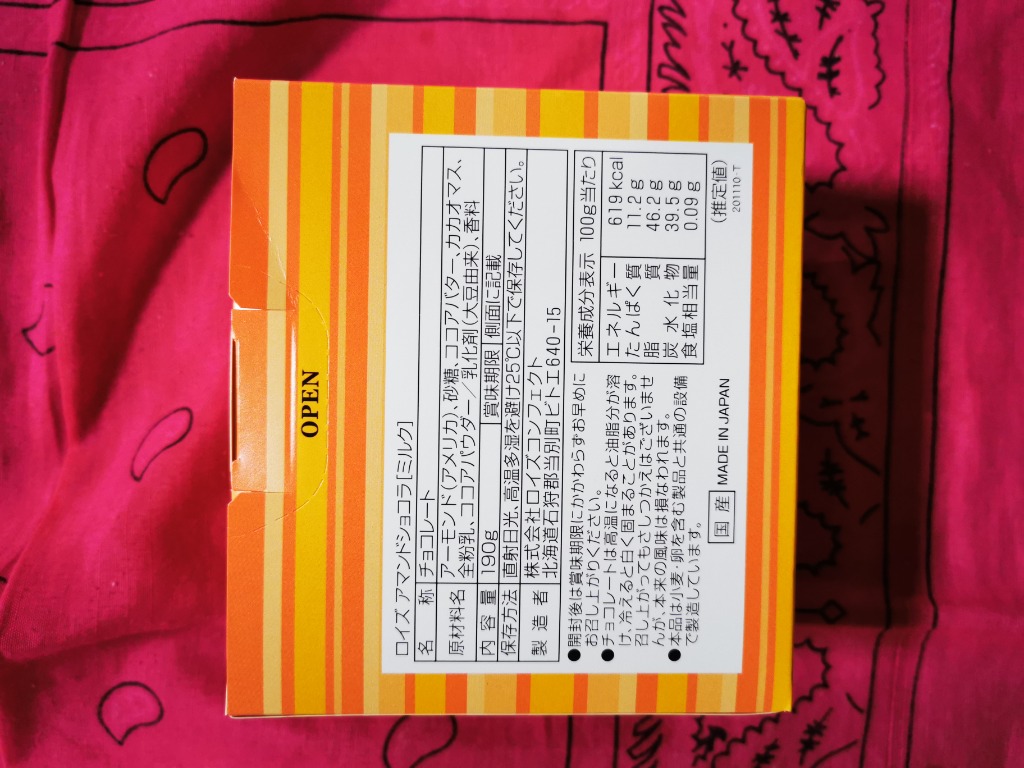 OPEN
ロイズ アマンドショコラ[ミルク]
名称 チョコレート
原材料名 アーモンド(アメリカ)、砂糖、ココアバター、カカオマス、
全粉乳、ココアパウダー/乳化剤(大豆由来)、香料
内容量 190g 賞味期限 側面に記載
保存方法 直射日光、高温多湿を避け25℃以下で保存してください。
製造者 株式会社ロイズコンフェクト
北海道石狩郡当別町ビトエ640-15
●開封後は賞味期限にかかわらずお早めに
お召し上がりください。
●チョコレートは高温になると油脂分が溶
け、冷えると白く固まることがあります。
召し上がってもさしつかえはございませ
んが、本来の風味は損なわれます。
●本品は小麦・卵を含む製品と共通の設備
で製造しています。
国産 MADE IN JAPAN
栄養成分表示 100g当たり
エネルギー 619kcal
たんぱく質 11.2g
脂質 46.2g
炭水化物 39.5g
食塩相当量 0.09g
(推定値)
201110-T